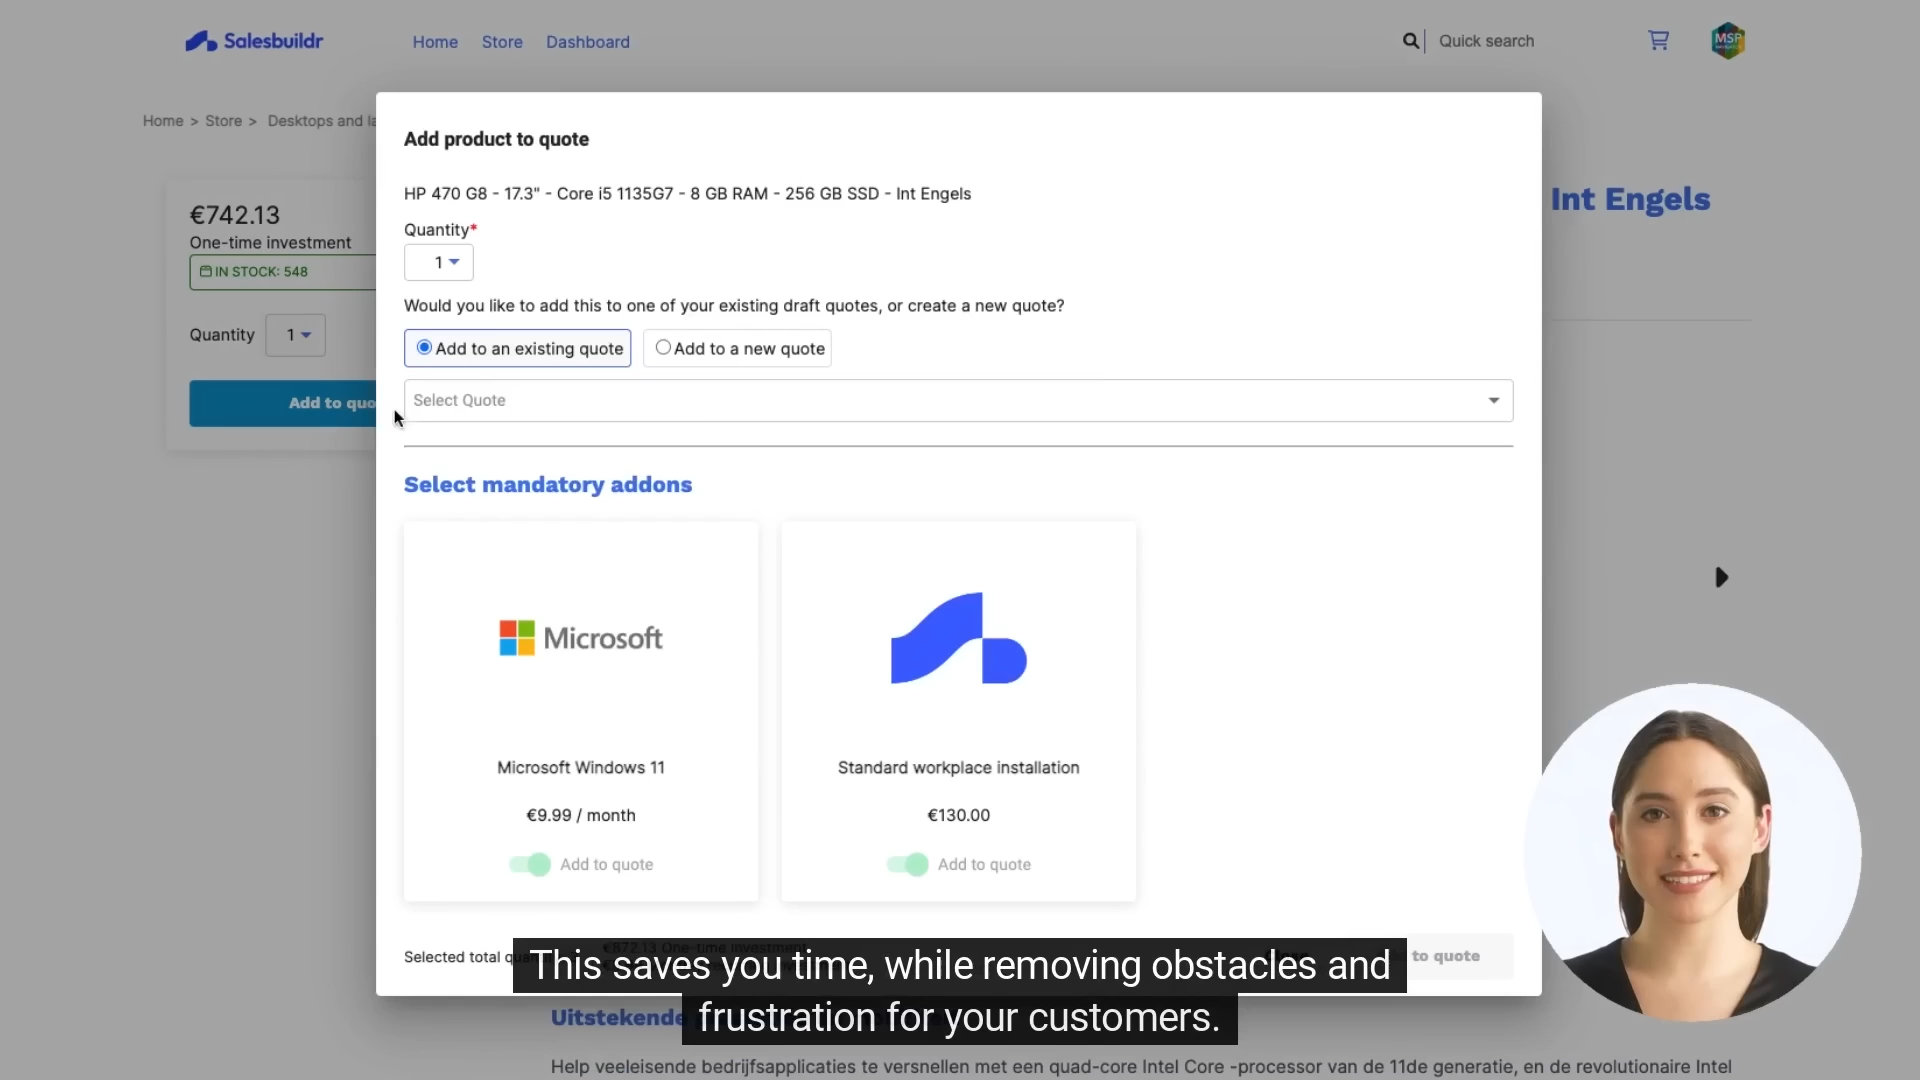 Salesbuildr
Home Store Dashboard
Quick search
MSP
Home > Store > Desktops and la
Add product to quote
HP 470 G8 - 17.3" - Core i5 1135G7 - 8 GB RAM - 256 GB SSD - Int Engels
Int Engels
€742.13
One-time investment
IN STOCK: 548
Quantity 1
Add to quo
Quantity*
1
Would you like to add this to one of your existing draft quotes, or create a new quote?
Add to an existing quote Add to a new quote
Select Quote
Select mandatory addons
Microsoft
Microsoft Windows 11
€9.99 / month
Add to quote
Standard workplace installation
€130.00
Add to quote
Selected total qu
€872.13 One-time investment
to quote
This saves you time, while removing obstacles and
frustration for your customers.
Uitstekende
Help veeleisende bedrijfsapplicaties te versnellen met een quad-core Intel Core -processor van de 11de generatie, en de revolutionaire Intel